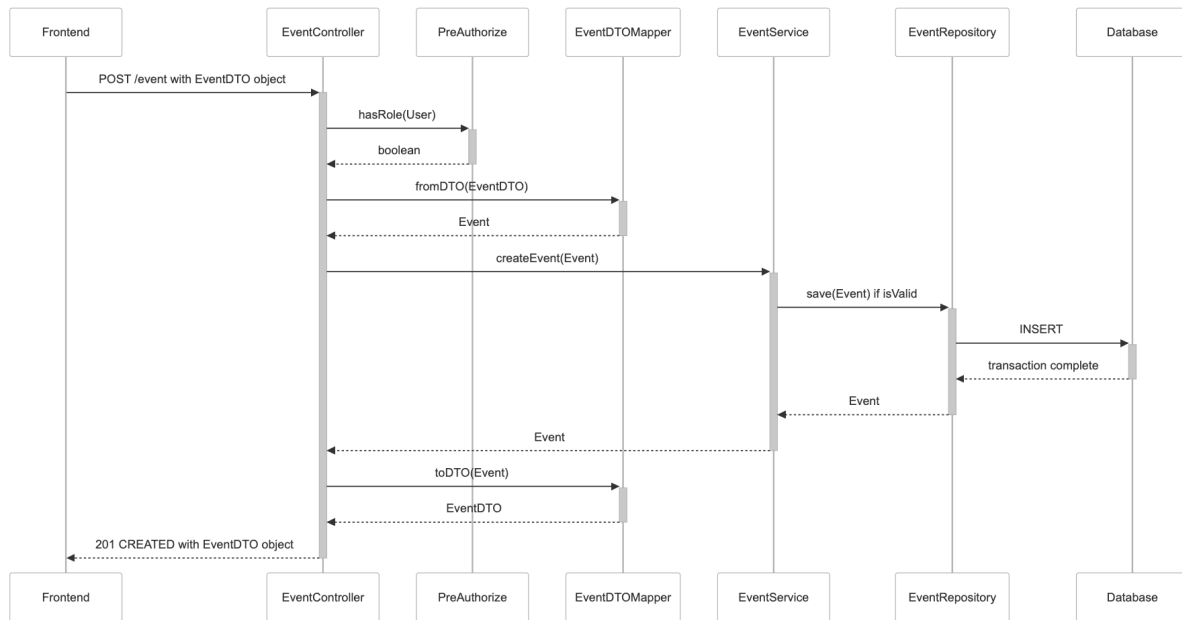 Frontend
EventController
PreAuthorize
EventDTOMapper
EventService
EventRepository
Database
POST /event with EventDTO object
hasRole(User)
boolean
fromDTO(EventDTO)
Event
createEvent(Event)
save(Event) if isValid
INSERT
transaction complete
Event
Event
toDTO(Event)
EventDTO
201 CREATED with EventDTO object
Frontend
EventController
PreAuthorize
EventDTOMapper
EventService
EventRepository
Database